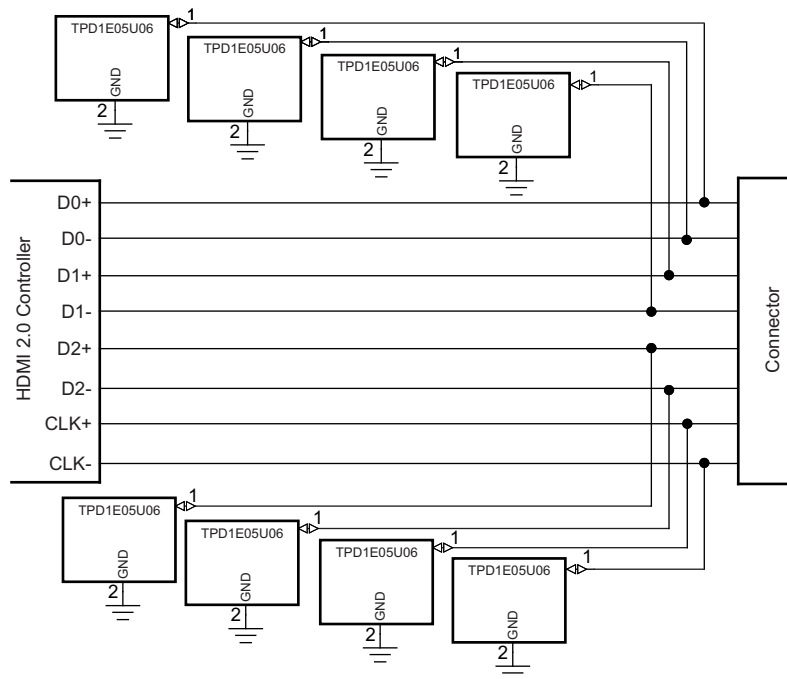 TPD1E05U06
1
GND
2
TPD1E05U06
1
GND
2
TPD1E05U06
1
GND
2
TPD1E05U06
1
GND
2
HDMI 2.0 Controller
D0+
D0-
D1+
D1-
D2+
D2-
CLK+
CLK-
Connector
TPD1E05U06
1
GND
2
TPD1E05U06
1
GND
2
TPD1E05U06
1
GND
2
TPD1E05U06
1
GND
2